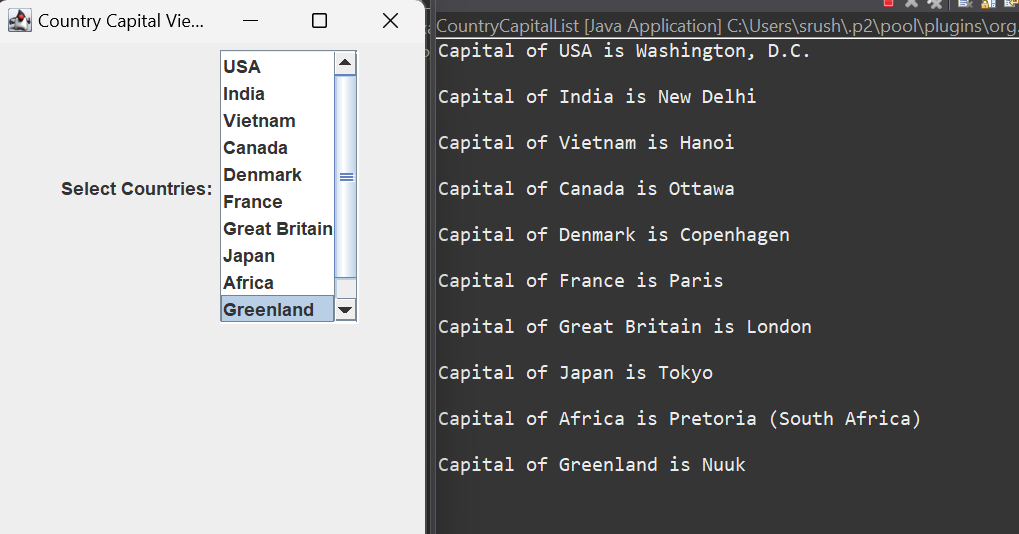 Country Capital Vie...
Select Countries:
USA
India
Vietnam
Canada
Denmark
France
Great Britain
Japan
Africa
Greenland
CountryCapitalList [Java Application] C:\Users\srush\.p2\pool\plugins\org.
Capital of USA is Washington, D.C.
Capital of India is New Delhi
Capital of Vietnam is Hanoi
Capital of Canada is Ottawa
Capital of Denmark is Copenhagen
Capital of France is Paris
Capital of Great Britain is London
Capital of Japan is Tokyo
Capital of Africa is Pretoria (South Africa)
Capital of Greenland is Nuuk